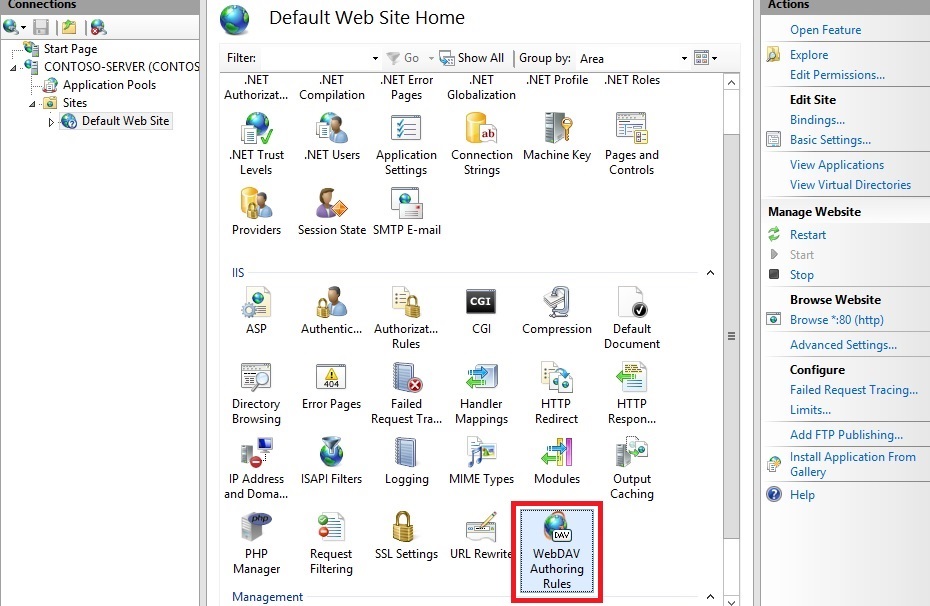 Connections
Start Page
CONTOSO-SERVER (CONTOS
Application Pools
Sites
Default Web Site
Default Web Site Home
Filter:
Go
Show All
Group by: Area
.NET Authorizat...
.NET Compilation
.NET Error Pages
.NET Globalization
.NET Profile
.NET Roles
.NET Trust Levels
.NET Users
Application Settings
Connection Strings
Machine Key
Pages and Controls
Providers
Session State
SMTP E-mail
IIS
ASP
Authentic...
Authorizat... Rules
CGI
CGI
Compression
Default Document
Directory Browsing
404
Error Pages
Failed Request Tra...
Handler Mappings
HTTP Redirect
HTTP Respon...
IP Address and Doma...
ISAPI Filters
Logging
MIME Types
Modules
Output Caching
php
PHP Manager
Request Filtering
SSL Settings
URL Rewrite
DAV
WebDAV Authoring Rules
Management
ab
Actions
Open Feature
Explore
Edit Permissions...
Edit Site
Bindings...
Basic Settings...
View Applications
View Virtual Directories
Manage Website
Restart
Start
Stop
Browse Website
Browse *:80 (http)
Advanced Settings...
Configure
Failed Request Tracing...
Limits...
Add FTP Publishing...
Install Application From
Gallery
Help